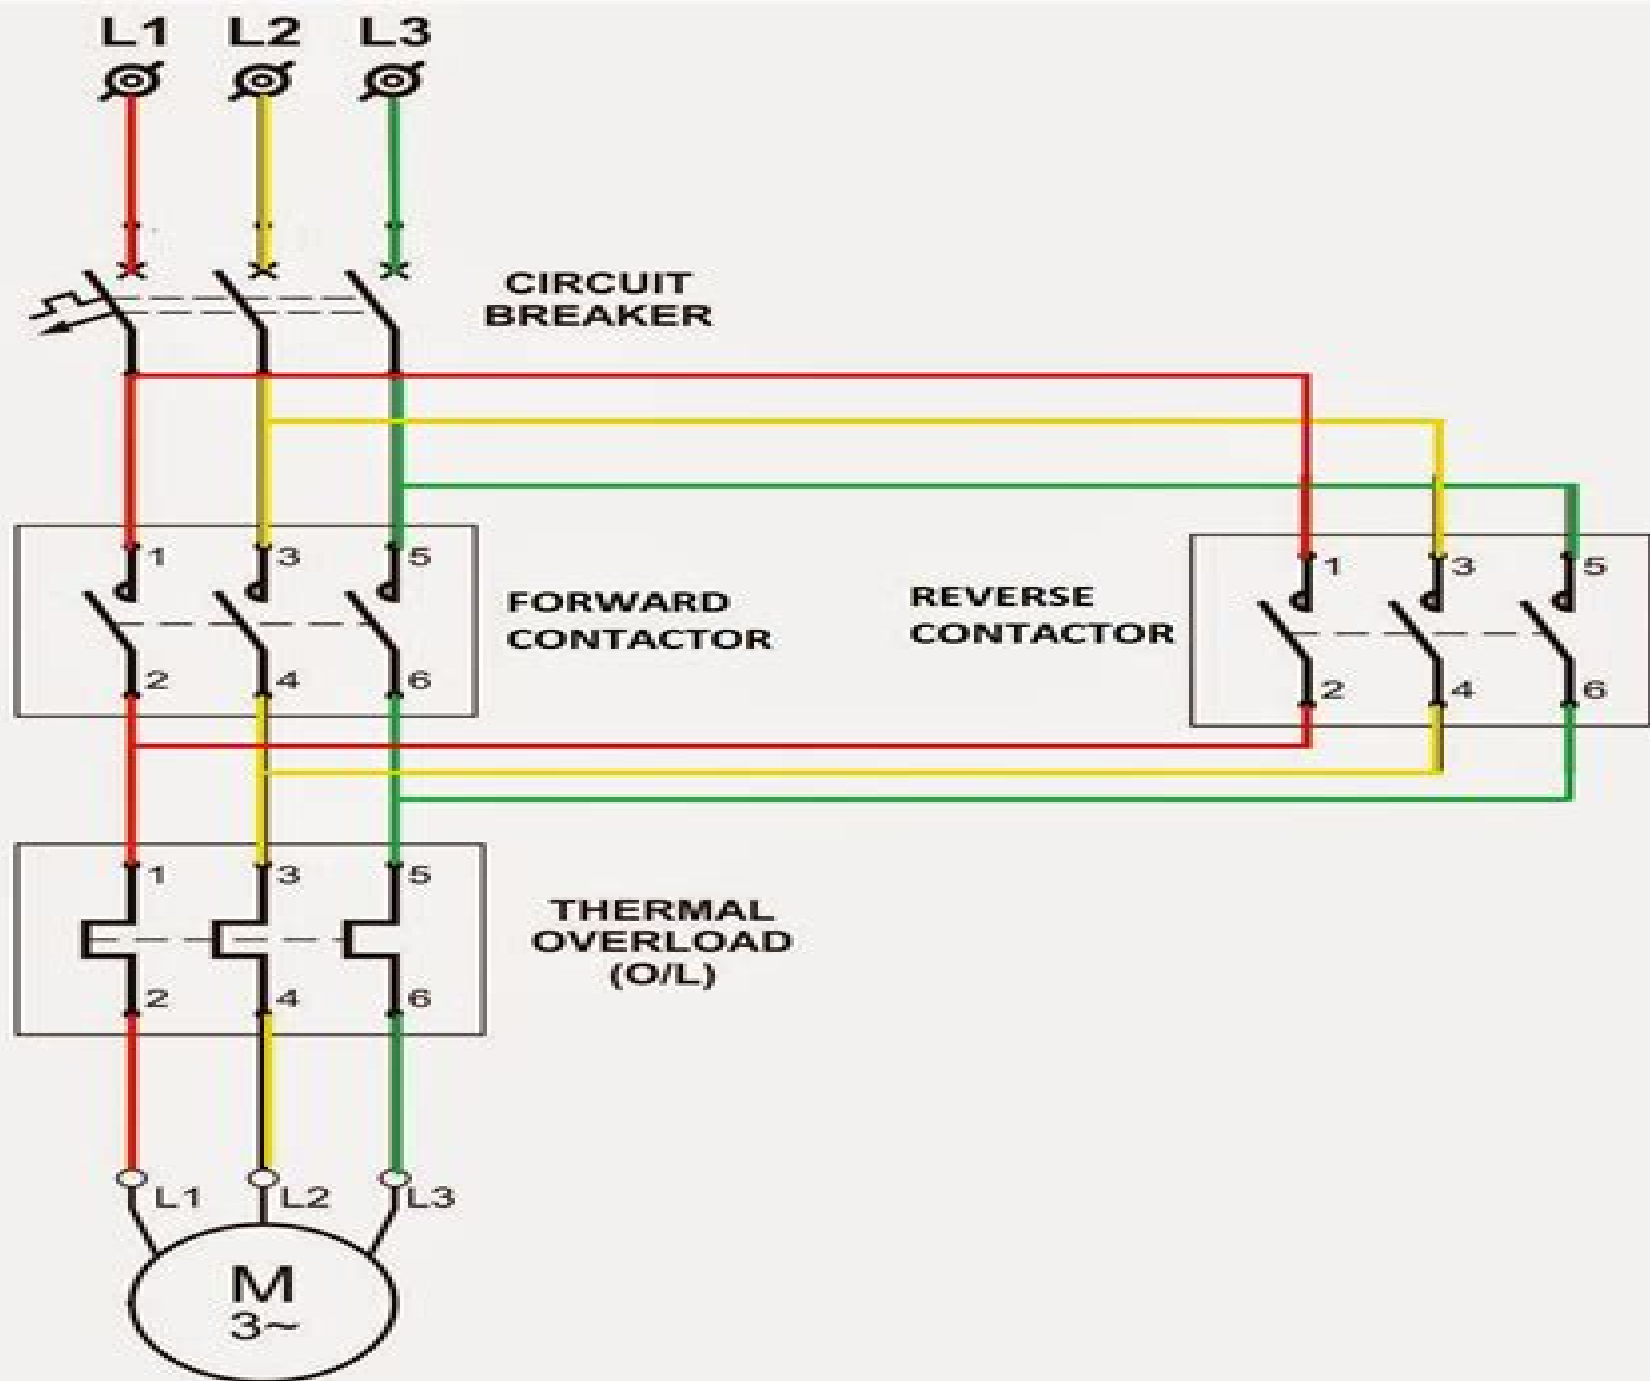 L1 L2 L3
CIRCUIT
BREAKER
1 3 5
FORWARD
CONTACTOR
2 4 6
REVERSE
CONTACTOR
1 3 5
2 4 6
1 3 5
THERMAL
OVERLOAD
(O/L)
2 4 6
L1 L2 L3
M
3~